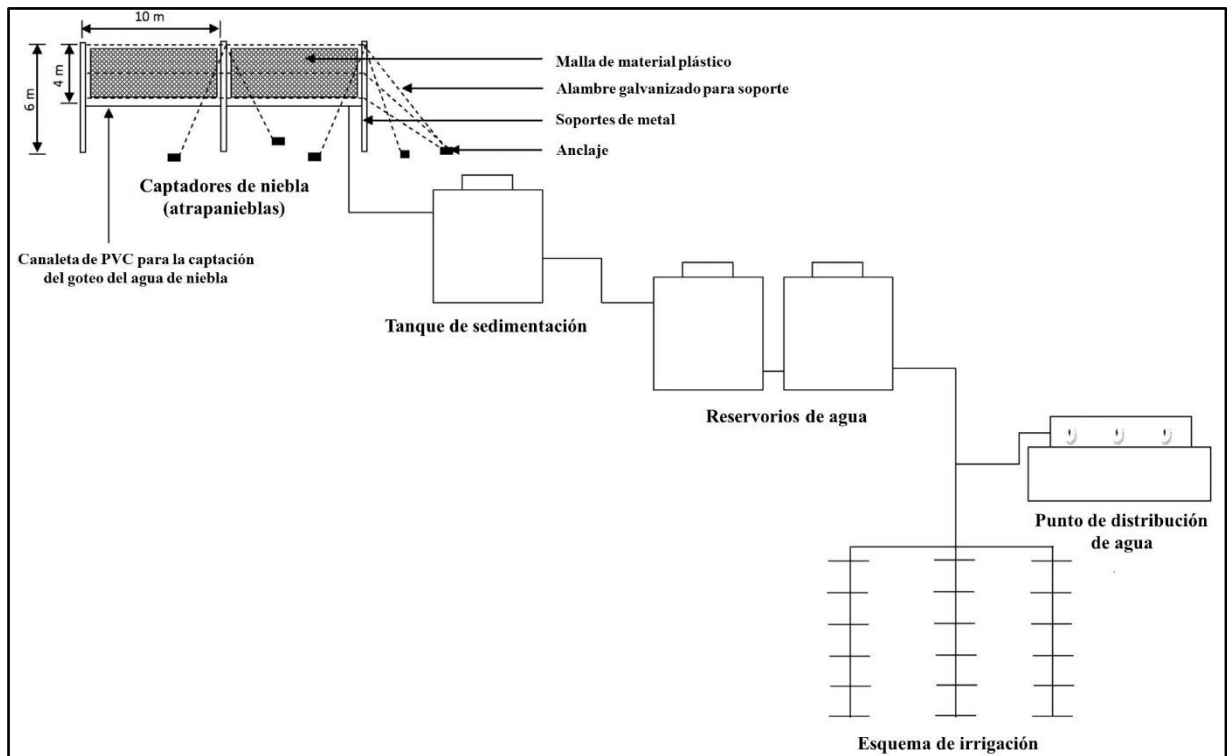 10 m
6 m
4 m
Malla de material plástico
Alambre galvanizado para soporte
Soportes de metal
Anclaje
Captadores de niebla
(atrapanieblas)
Canaleta de PVC para la captación
del goteo del agua de niebla
Tanque de sedimentación
Reservorios de agua
Punto de distribución
de agua
Esquema de irrigación